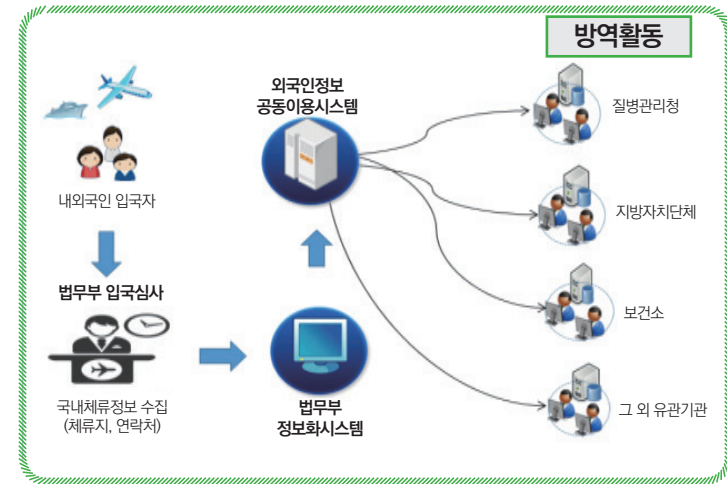 방역활동
외국인정보
공동이용시스템
질병관리청
내외국인 입국자
지방자치단체
법무부 입국심사
보건소
국내체류정보 수집
(체류지, 연락처)
법무부
정보화시스템
그 외 유관기관